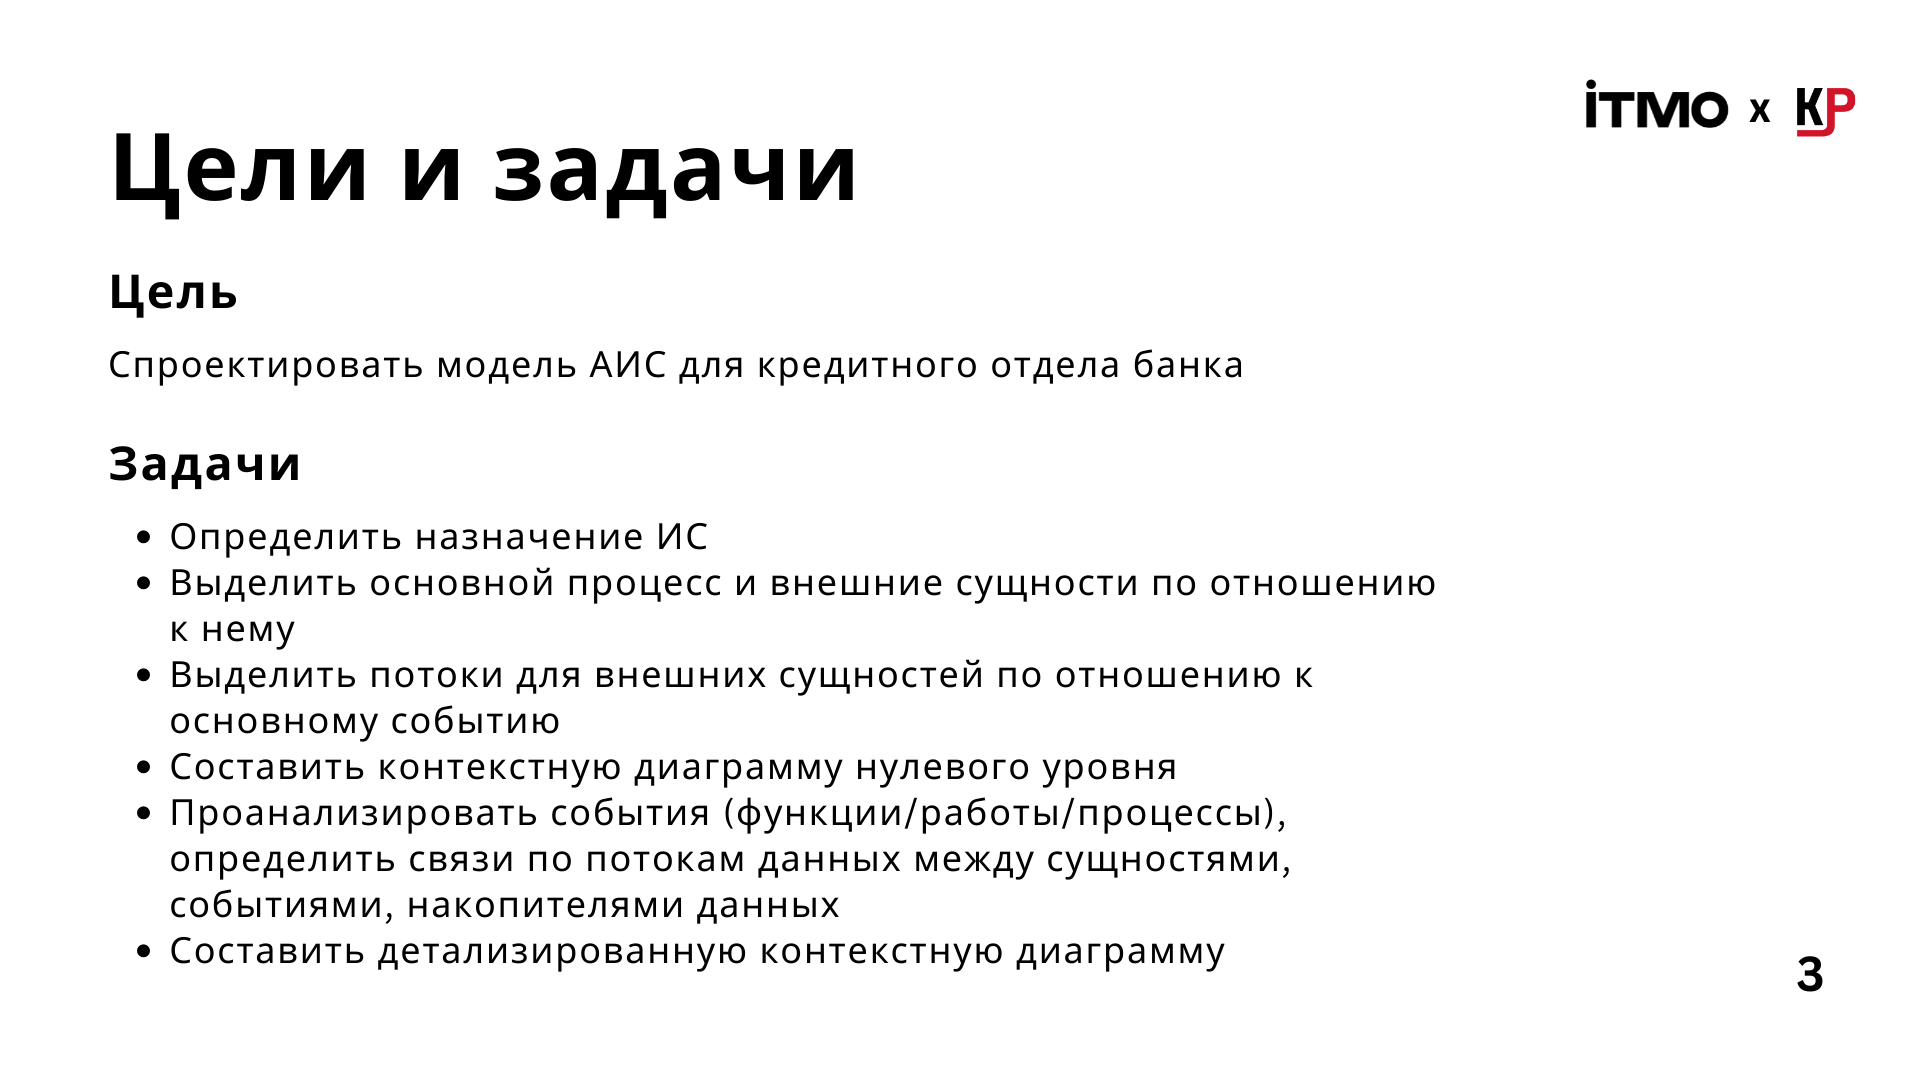 iTMO x KP
Цели и задачи
Цель
Спроектировать модель АИС для кредитного отдела банка
Задачи
• Определить назначение ИС
• Выделить основной процесс и внешние сущности по отношению
к нему
• Выделить потоки для внешних сущностей по отношению к
основному событию
• Составить контекстную диаграмму нулевого уровня
• Проанализировать события (функции/работы/процессы),
определить связи по потокам данных между сущностями,
событиями, накопителями данных
• Составить детализированную контекстную диаграмму
3